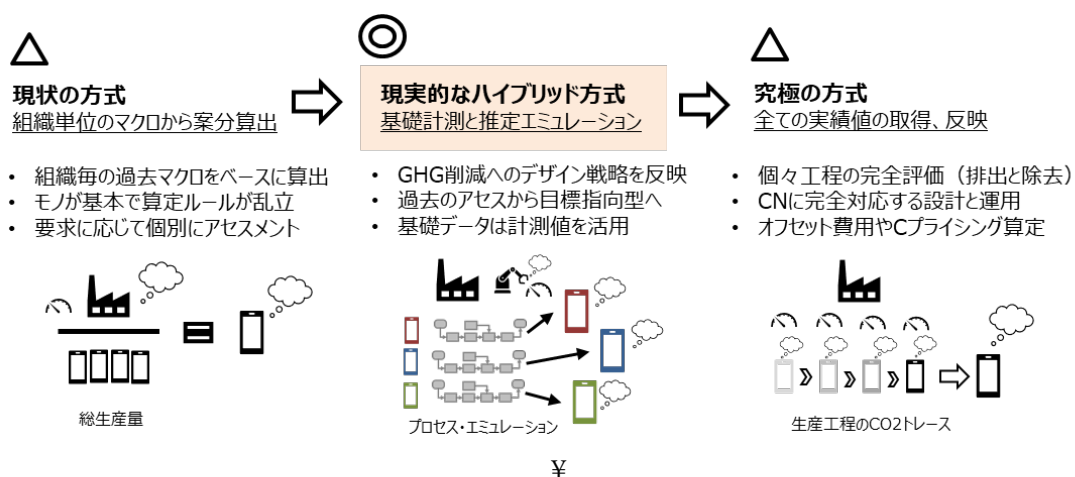 △
◎
△
現状の方式
組織単位のマクロから案分算出
• 組織毎の過去マクロをベースに算出
• モノが基本で算定ルールが乱立
• 要求に応じて個別にアセスメント
総生産量
現実的なハイブリッド方式
基礎計測と推定エミュレーション
• GHG削減へのデザイン戦略を反映
• 過去のアセスから目標指向型へ
• 基礎データは計測値を活用
プロセス・エミュレーション
究極の方式
全ての実績値の取得、反映
• 個々工程の完全評価（排出と除去）
• CNに完全対応する設計と運用
• オフセット費用やCプライシング算定
生産工程のCO2トレース
¥